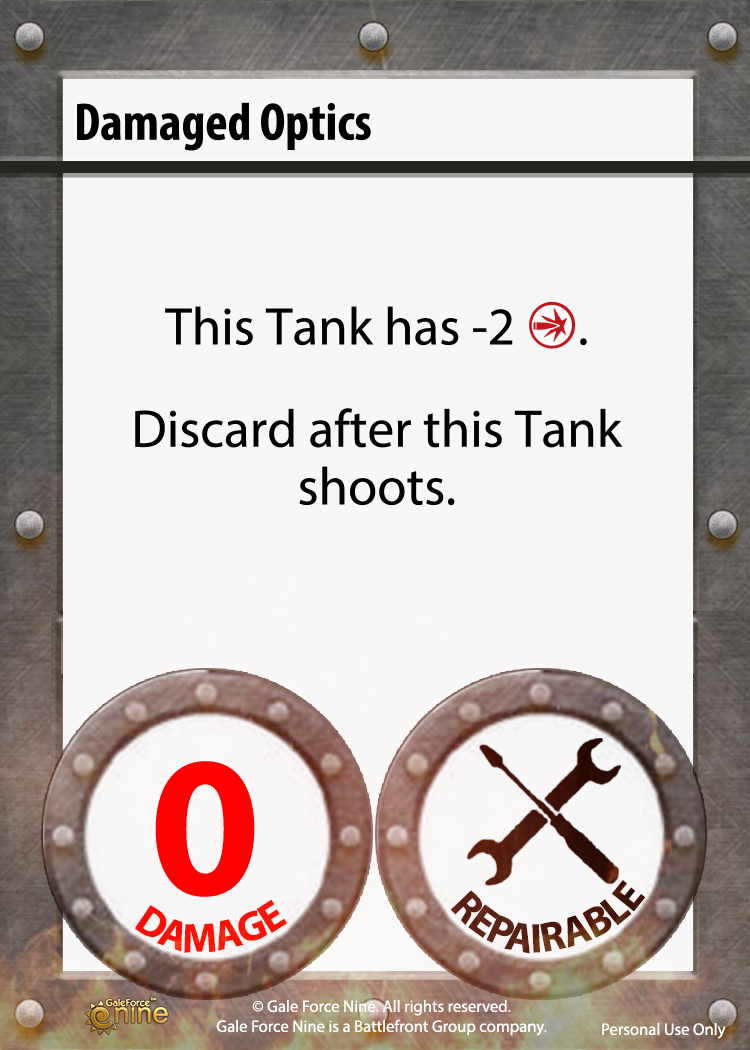 Damaged Optics
This Tank has -2 .
Discard after this Tank
shoots.
0
DAMAGE
REPAIRABLE
GaleForce™
nine
© Gale Force Nine. All rights reserved.
Gale Force Nine is a Battlefront Group company.
Personal Use Only